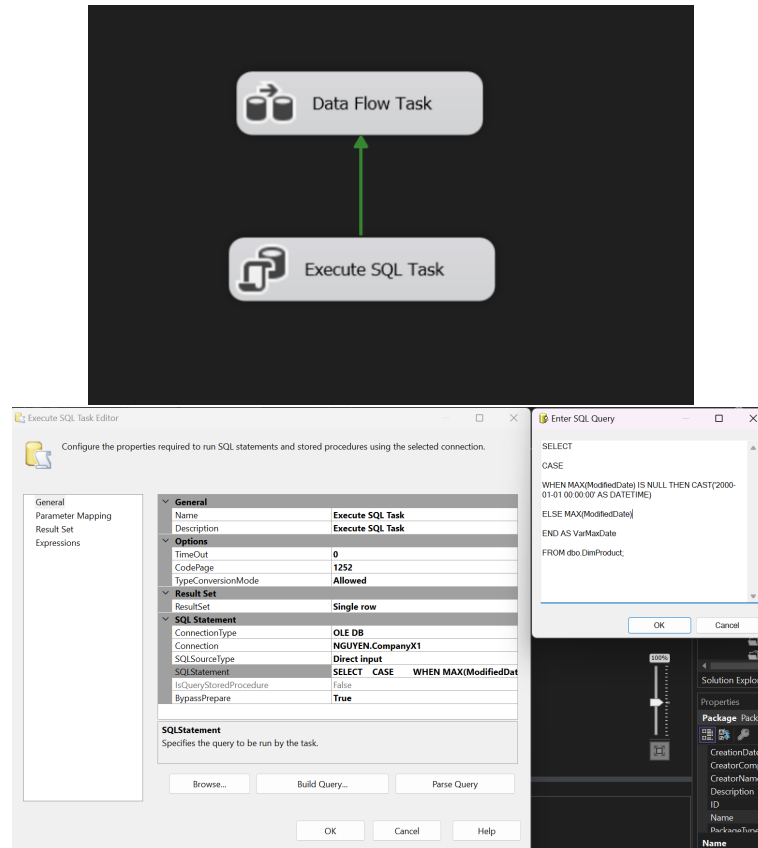 Data Flow Task
Execute SQL Task
Execute SQL Task Editor
Configure the properties required to run SQL statements and stored procedures using the selected connection.
General
Parameter Mapping
Result Set
Expressions
General
Name Execute SQL Task
Description Execute SQL Task
Options
TimeOut 0
CodePage 1252
TypeConversionMode Allowed
Result Set
ResultSet Single row
SQL Statement
ConnectionType OLE DB
Connection NGUYEN.CompanyX1
SQLSourceType Direct input
SQLStatement SELECT CASE WHEN MAX(ModifiedDat
IsQueryStoredProcedure False
BypassPrepare True
SQLStatement
Specifies the query to be run by the task.
Browse...
Build Query...
Parse Query
OK
Cancel
Help
Enter SQL Query
SELECT
CASE
WHEN MAX(ModifiedDate) IS NULL THEN CAST('2000-
01-01 00:00:00' AS DATETIME)
ELSE MAX(ModifiedDate)
END AS VarMaxDate
FROM dbo.DimProduct;
OK
Cancel
100%
Solution Explor
Properties
Package Pack
CreationDate
CreatorComp
CreatorName
Description
ID
Name
PackageType
Name